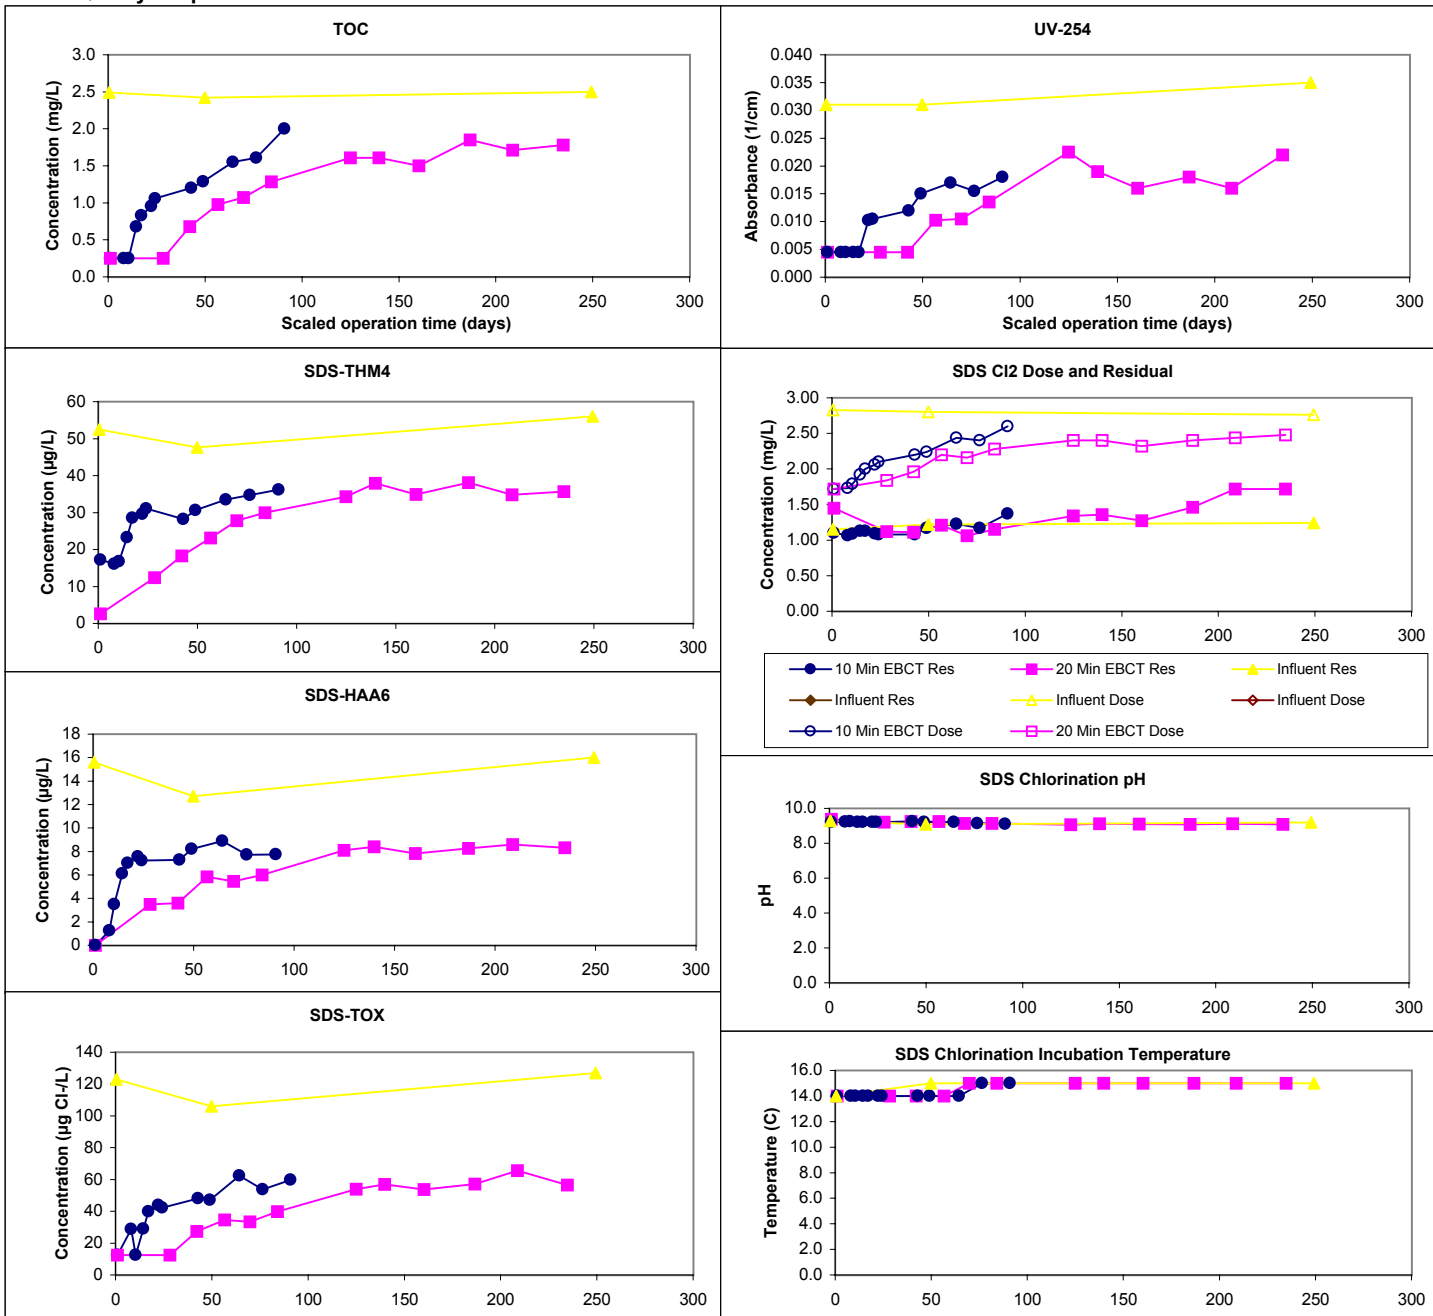 TOC
Concentration (mg/L)
3.0
2.5
2.0
1.5
1.0
0.5
0.0
0 50 100 150 200 250 300
Scaled operation time (days)
UV-254
Absorbance (1/cm)
0.040
0.035
0.030
0.025
0.020
0.015
0.010
0.005
0.000
0 50 100 150 200 250 300
Scaled operation time (days)
SDS-THM4
Concentration (µg/L)
60
50
40
30
20
10
0
0 50 100 150 200 250 300
SDS Cl2 Dose and Residual
Concentration (mg/L)
3.00
2.50
2.00
1.50
1.00
0.50
0.00
0 50 100 150 200 250 300
10 Min EBCT Res 20 Min EBCT Res Influent Res
Influent Res Influent Dose Influent Dose
10 Min EBCT Dose 20 Min EBCT Dose
SDS-HAA6
Concentration (µg/L)
18
16
14
12
10
8
6
4
2
0
0 50 100 150 200 250 300
SDS Chlorination pH
pH
10.0
8.0
6.0
4.0
2.0
0.0
0 50 100 150 200 250 300
SDS-TOX
Concentration (µg Cl-/L)
140
120
100
80
60
40
20
0
0 50 100 150 200 250 300
SDS Chlorination Incubation Temperature
Temperature (C)
16.0
14.0
12.0
10.0
8.0
6.0
4.0
2.0
0.0
0 50 100 150 200 250 300